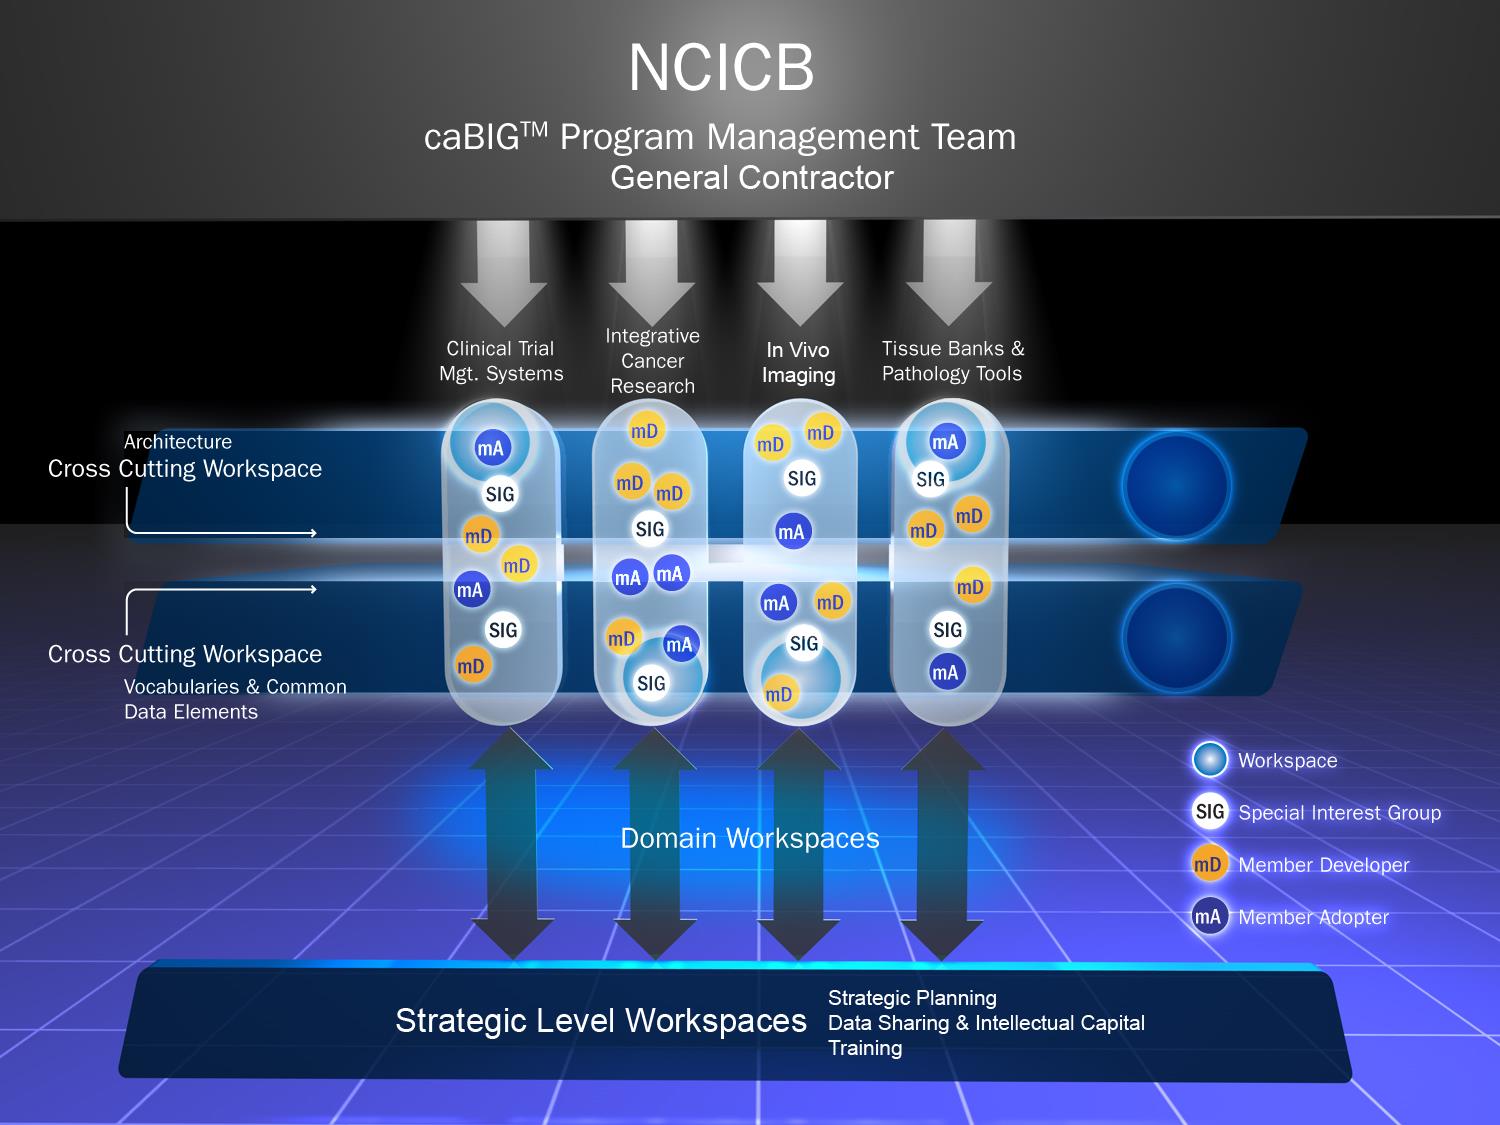 NCICB
caBIG™ Program Management Team
General Contractor
Clinical Trial
Mgt. Systems
Integrative
Cancer
Research
In Vivo
Imaging
Tissue Banks &
Pathology Tools
Architecture
Cross Cutting Workspace
Cross Cutting Workspace
Vocabularies & Common
Data Elements
mA
SIG
mD
mD
mA
SIG
mD
mD
mD
mD
SIG
mA
mA
mD
mA
SIG
mD
mD
SIG
mA
mA
mD
SIG
mD
mA
SIG
mD
mD
mD
SIG
mA
Domain Workspaces
Workspace
SIG Special Interest Group
mD Member Developer
mA Member Adopter
Strategic Level Workspaces
Strategic Planning
Data Sharing & Intellectual Capital
Training